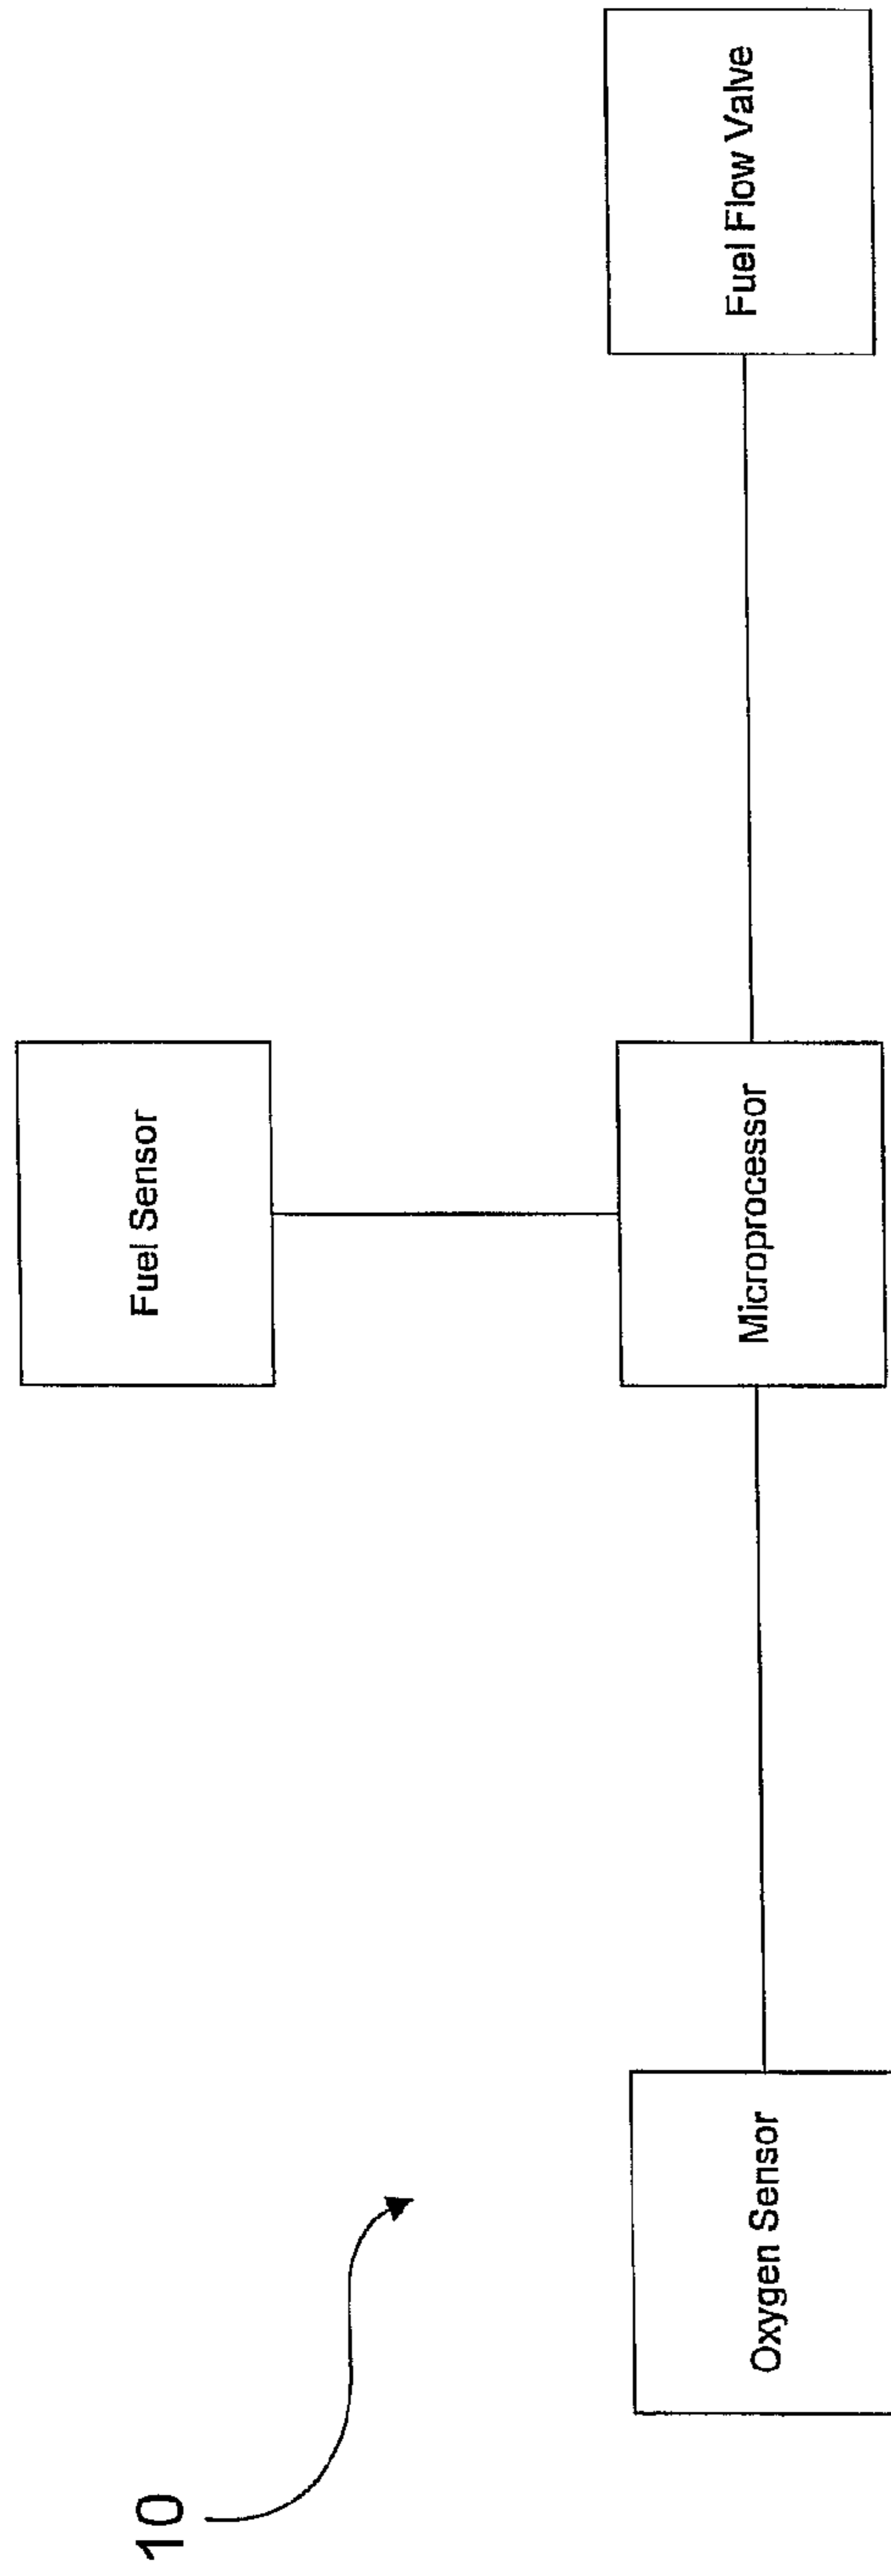 10
Fuel Sensor
Oxygen Sensor
Microprocessor
Fuel Flow Valve